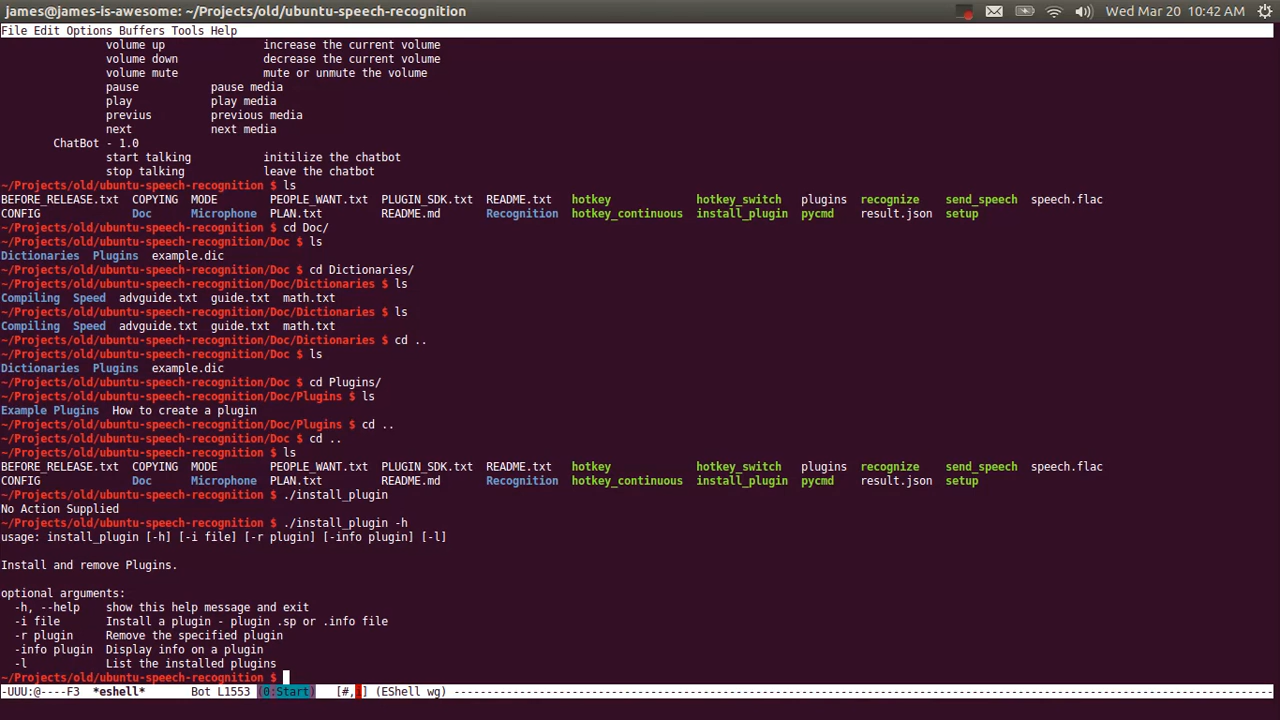 james@james-is-awesome: ~/Projects/old/ubuntu-speech-recognition Wed Mar 20 10:42 AM
File Edit Options Buffers Tools Help
volume up increase the current volume
volume down decrease the current volume
volume mute mute or unmute the volume
pause pause media
play play media
previus previous media
next next media
ChatBot - 1.0
start talking initilize the chatbot
stop talking leave the chatbot
~/Projects/old/ubuntu-speech-recognition $ ls
BEFORE_RELEASE.txt COPYING MODE PEOPLE_WANT.txt PLUGIN_SDK.txt README.txt hotkey hotkey_switch plugins recognize send_speech speech.flac
CONFIG Doc Microphone PLAN.txt README.md Recognition hotkey_continuous install_plugin pycmd result.json setup
~/Projects/old/ubuntu-speech-recognition $ cd Doc/
~/Projects/old/ubuntu-speech-recognition/Doc $ ls
Dictionaries Plugins example.dic
~/Projects/old/ubuntu-speech-recognition/Doc $ cd Dictionaries/
~/Projects/old/ubuntu-speech-recognition/Doc/Dictionaries $ ls
Compiling Speed advguide.txt guide.txt math.txt
~/Projects/old/ubuntu-speech-recognition/Doc/Dictionaries $ ls
Compiling Speed advguide.txt guide.txt math.txt
~/Projects/old/ubuntu-speech-recognition/Doc/Dictionaries $ cd ..
~/Projects/old/ubuntu-speech-recognition/Doc $ ls
Dictionaries Plugins example.dic
~/Projects/old/ubuntu-speech-recognition/Doc $ cd Plugins/
~/Projects/old/ubuntu-speech-recognition/Doc/Plugins $ ls
Example Plugins How to create a plugin
~/Projects/old/ubuntu-speech-recognition/Doc/Plugins $ cd ..
~/Projects/old/ubuntu-speech-recognition/Doc $ cd ..
~/Projects/old/ubuntu-speech-recognition $ ls
BEFORE_RELEASE.txt COPYING MODE PEOPLE_WANT.txt PLUGIN_SDK.txt README.txt hotkey hotkey_switch plugins recognize send_speech speech.flac
CONFIG Doc Microphone PLAN.txt README.md Recognition hotkey_continuous install_plugin pycmd result.json setup
~/Projects/old/ubuntu-speech-recognition $ ./install_plugin
No Action Supplied
~/Projects/old/ubuntu-speech-recognition $ ./install_plugin -h
usage: install_plugin [-h] [-i file] [-r plugin] [-info plugin] [-l]
Install and remove Plugins.
optional arguments:
-h, --help show this help message and exit
-i file Install a plugin - plugin .sp or .info file
-r plugin Remove the specified plugin
-info plugin Display info on a plugin
-l List the installed plugins
~/Projects/old/ubuntu-speech-recognition $
-UUU:@----F3 *eshell* Bot L1553 (0:Start) [#,i] (EShell wg) ----------------------------------------------------------------